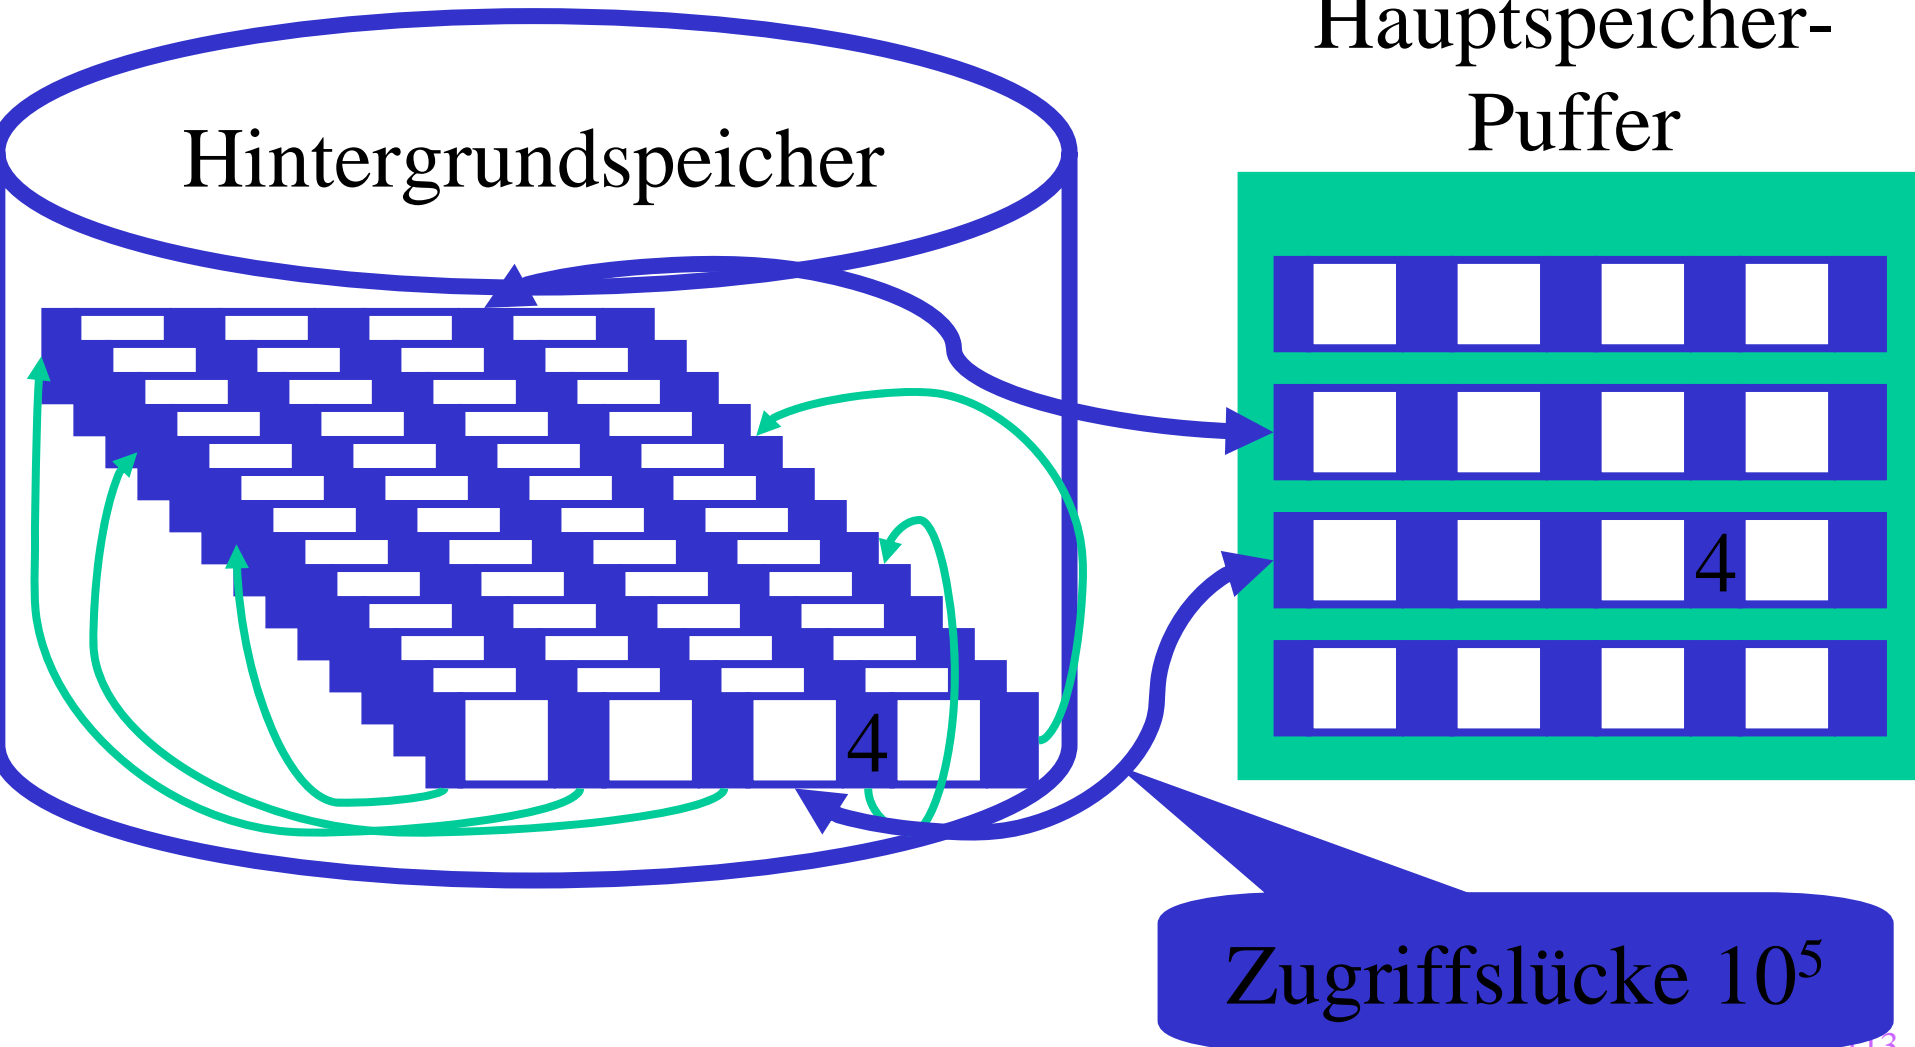 Hauptspeicher-
Puffer
Hintergrundspeicher
4
4
Zugriffslücke 10⁵